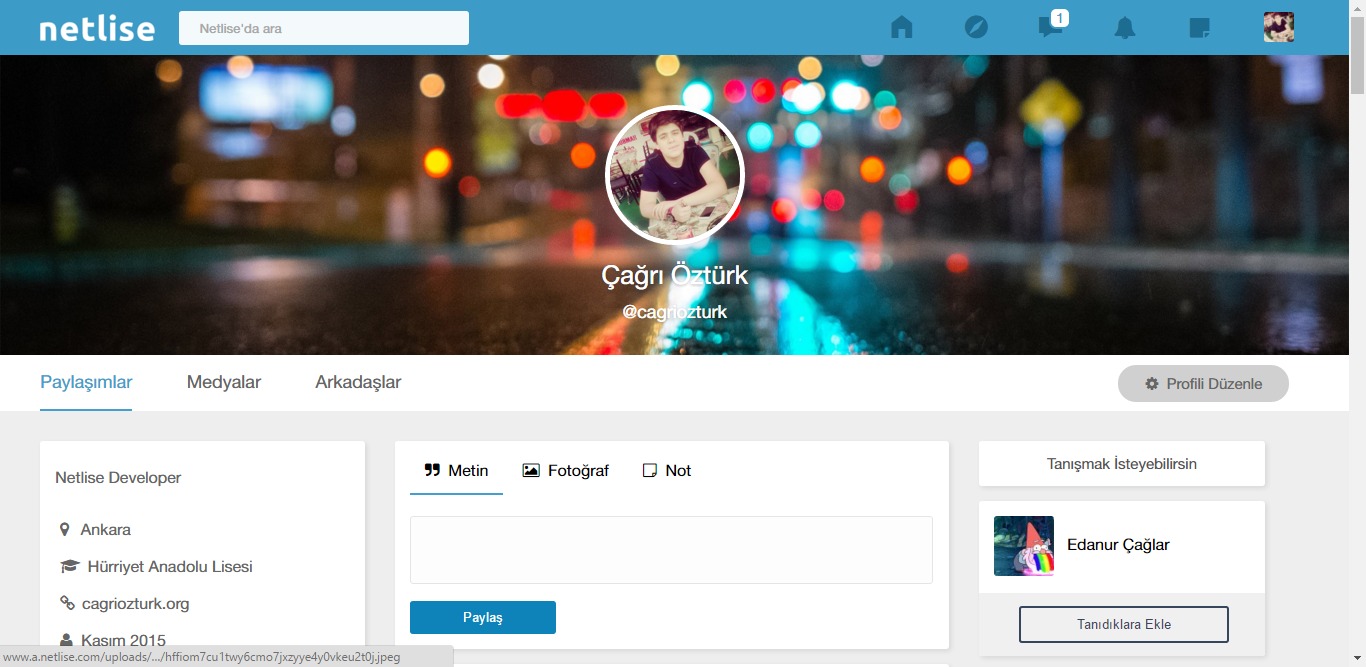 netlise
Netlise'da ara
1
Çağrı Öztürk
@cagriozturk
Paylaşımlar
Medyalar
Arkadaşlar
Profili Düzenle
Netlise Developer
Ankara
Hürriyet Anadolu Lisesi
cagriozturk.org
Kasım 2015
Metin
Fotoğraf
Not
Paylaş
Tanışmak İsteyebilirsin
Edanur Çağlar
Tanıdıklara Ekle
www.a.netlise.com/uploads/.../hffiom7cu1twy6cmo7jxzyye4y0vkeu2t0j.jpeg